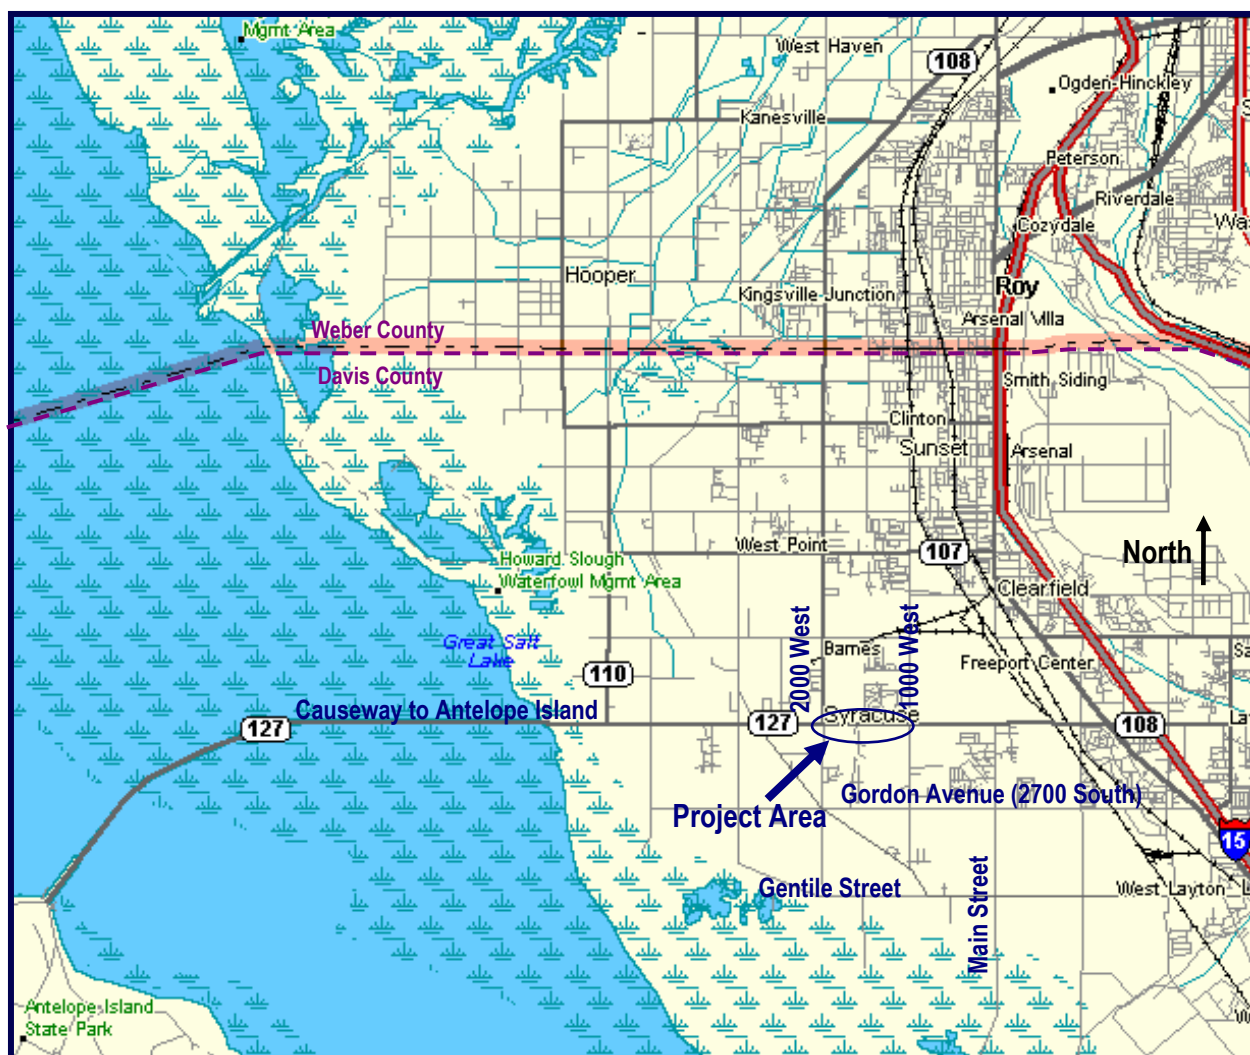 Mgmt Area
West Haven
108
Ogden-Hinckley
Kanesville
Peterson
Riverdale
Cozydale
Hooper
Roy
Kingsville Junction
Arsenal Villa
Weber County
Davis County
Smith Siding
Clinton
Sunset
Arsenal
West Point
107
North
Howard Slough
Waterfowl Mgmt Area
Clearfield
2000 West
1000 West
Great Salt
Lake
Barnes
Freeport Center
110
Causeway to Antelope Island
127
127
Syracuse
108
Project Area
Gordon Avenue (2700 South)
15
Gentile Street
Main Street
West Layton
Antelope Island
State Park